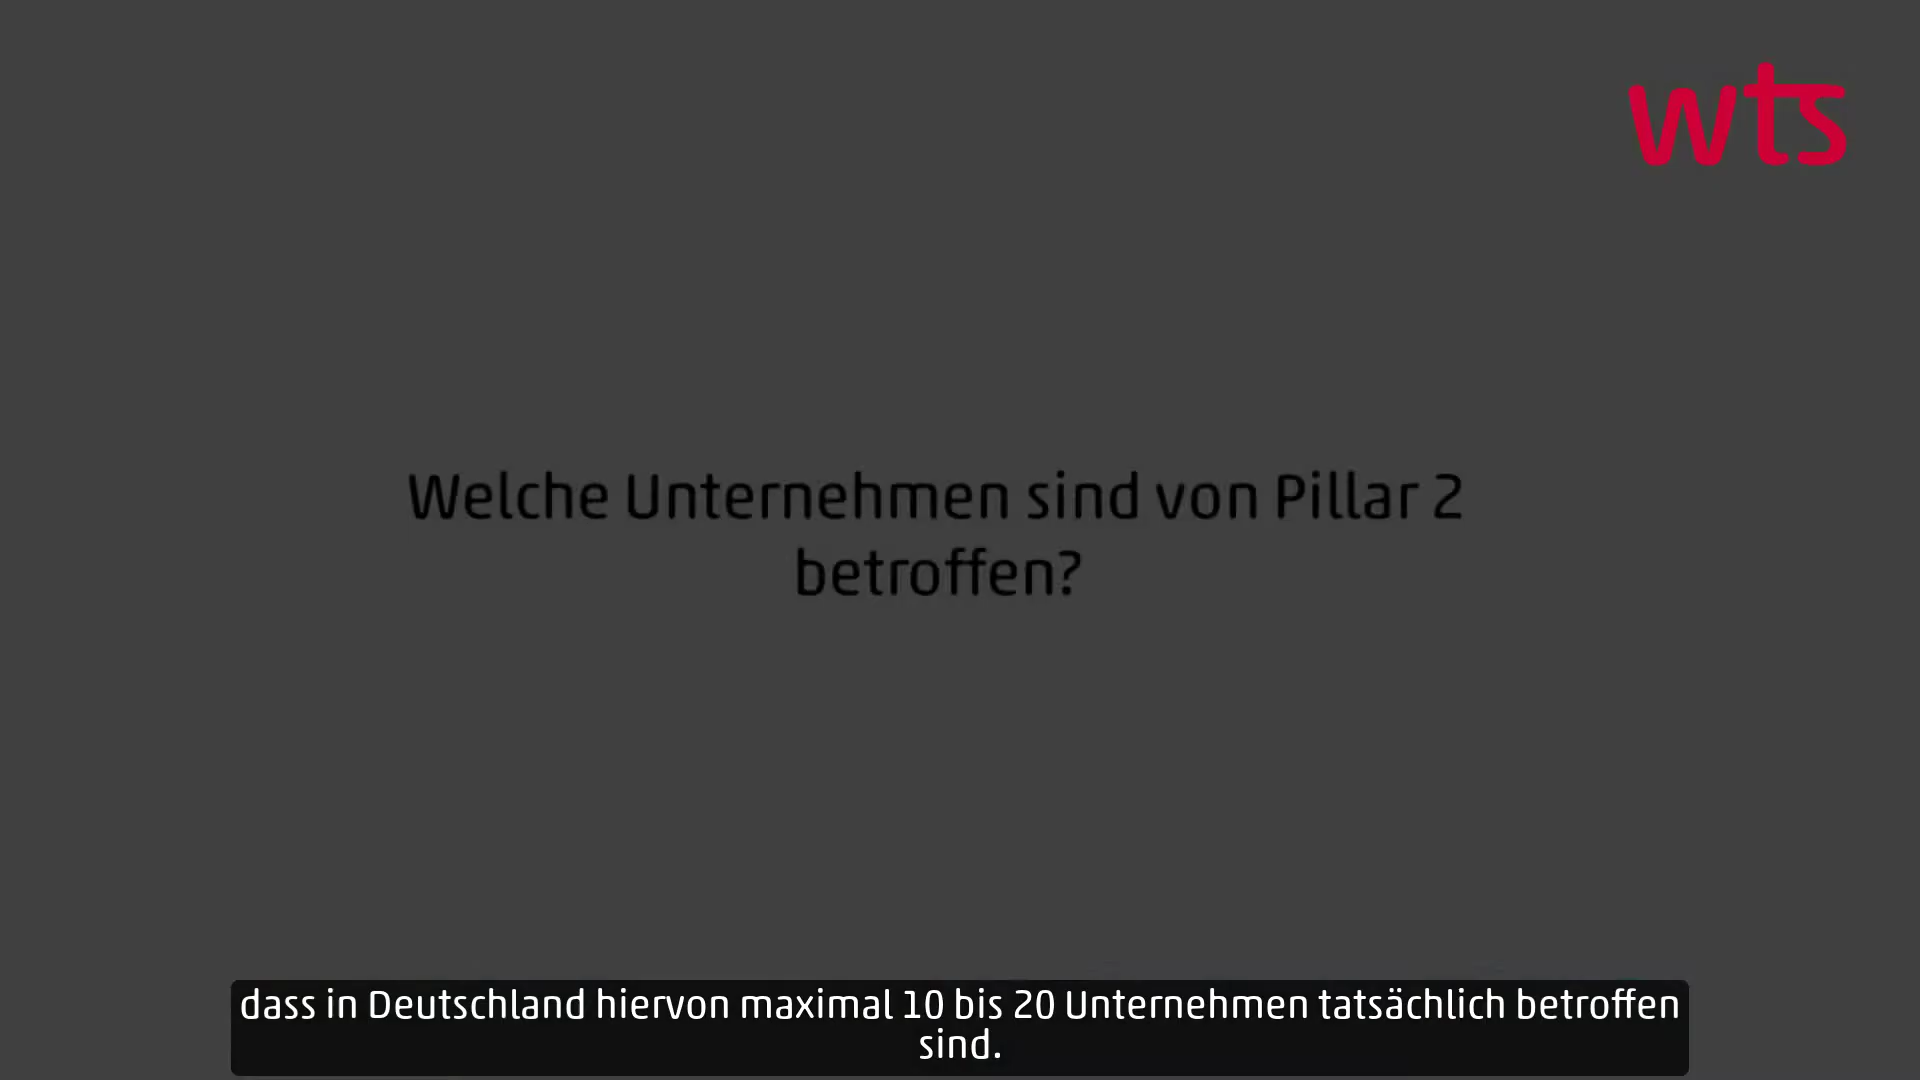 wts
Welche Unternehmen sind von Pillar 2
betroffen?
dass in Deutschland hiervon maximal 10 bis 20 Unternehmen tatsächlich betroffen
sind.